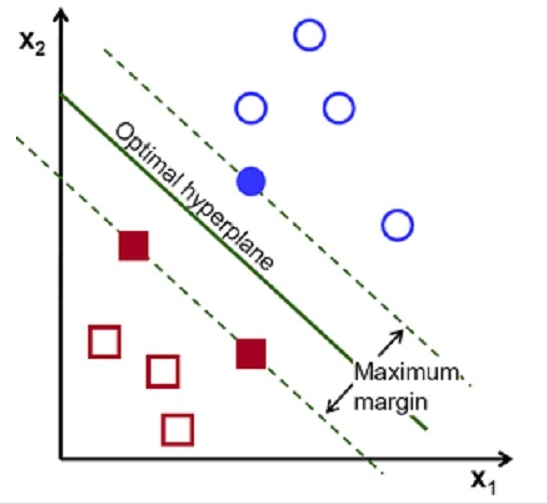 x₂
Optimal hyperplane
Maximum
margin
x₁